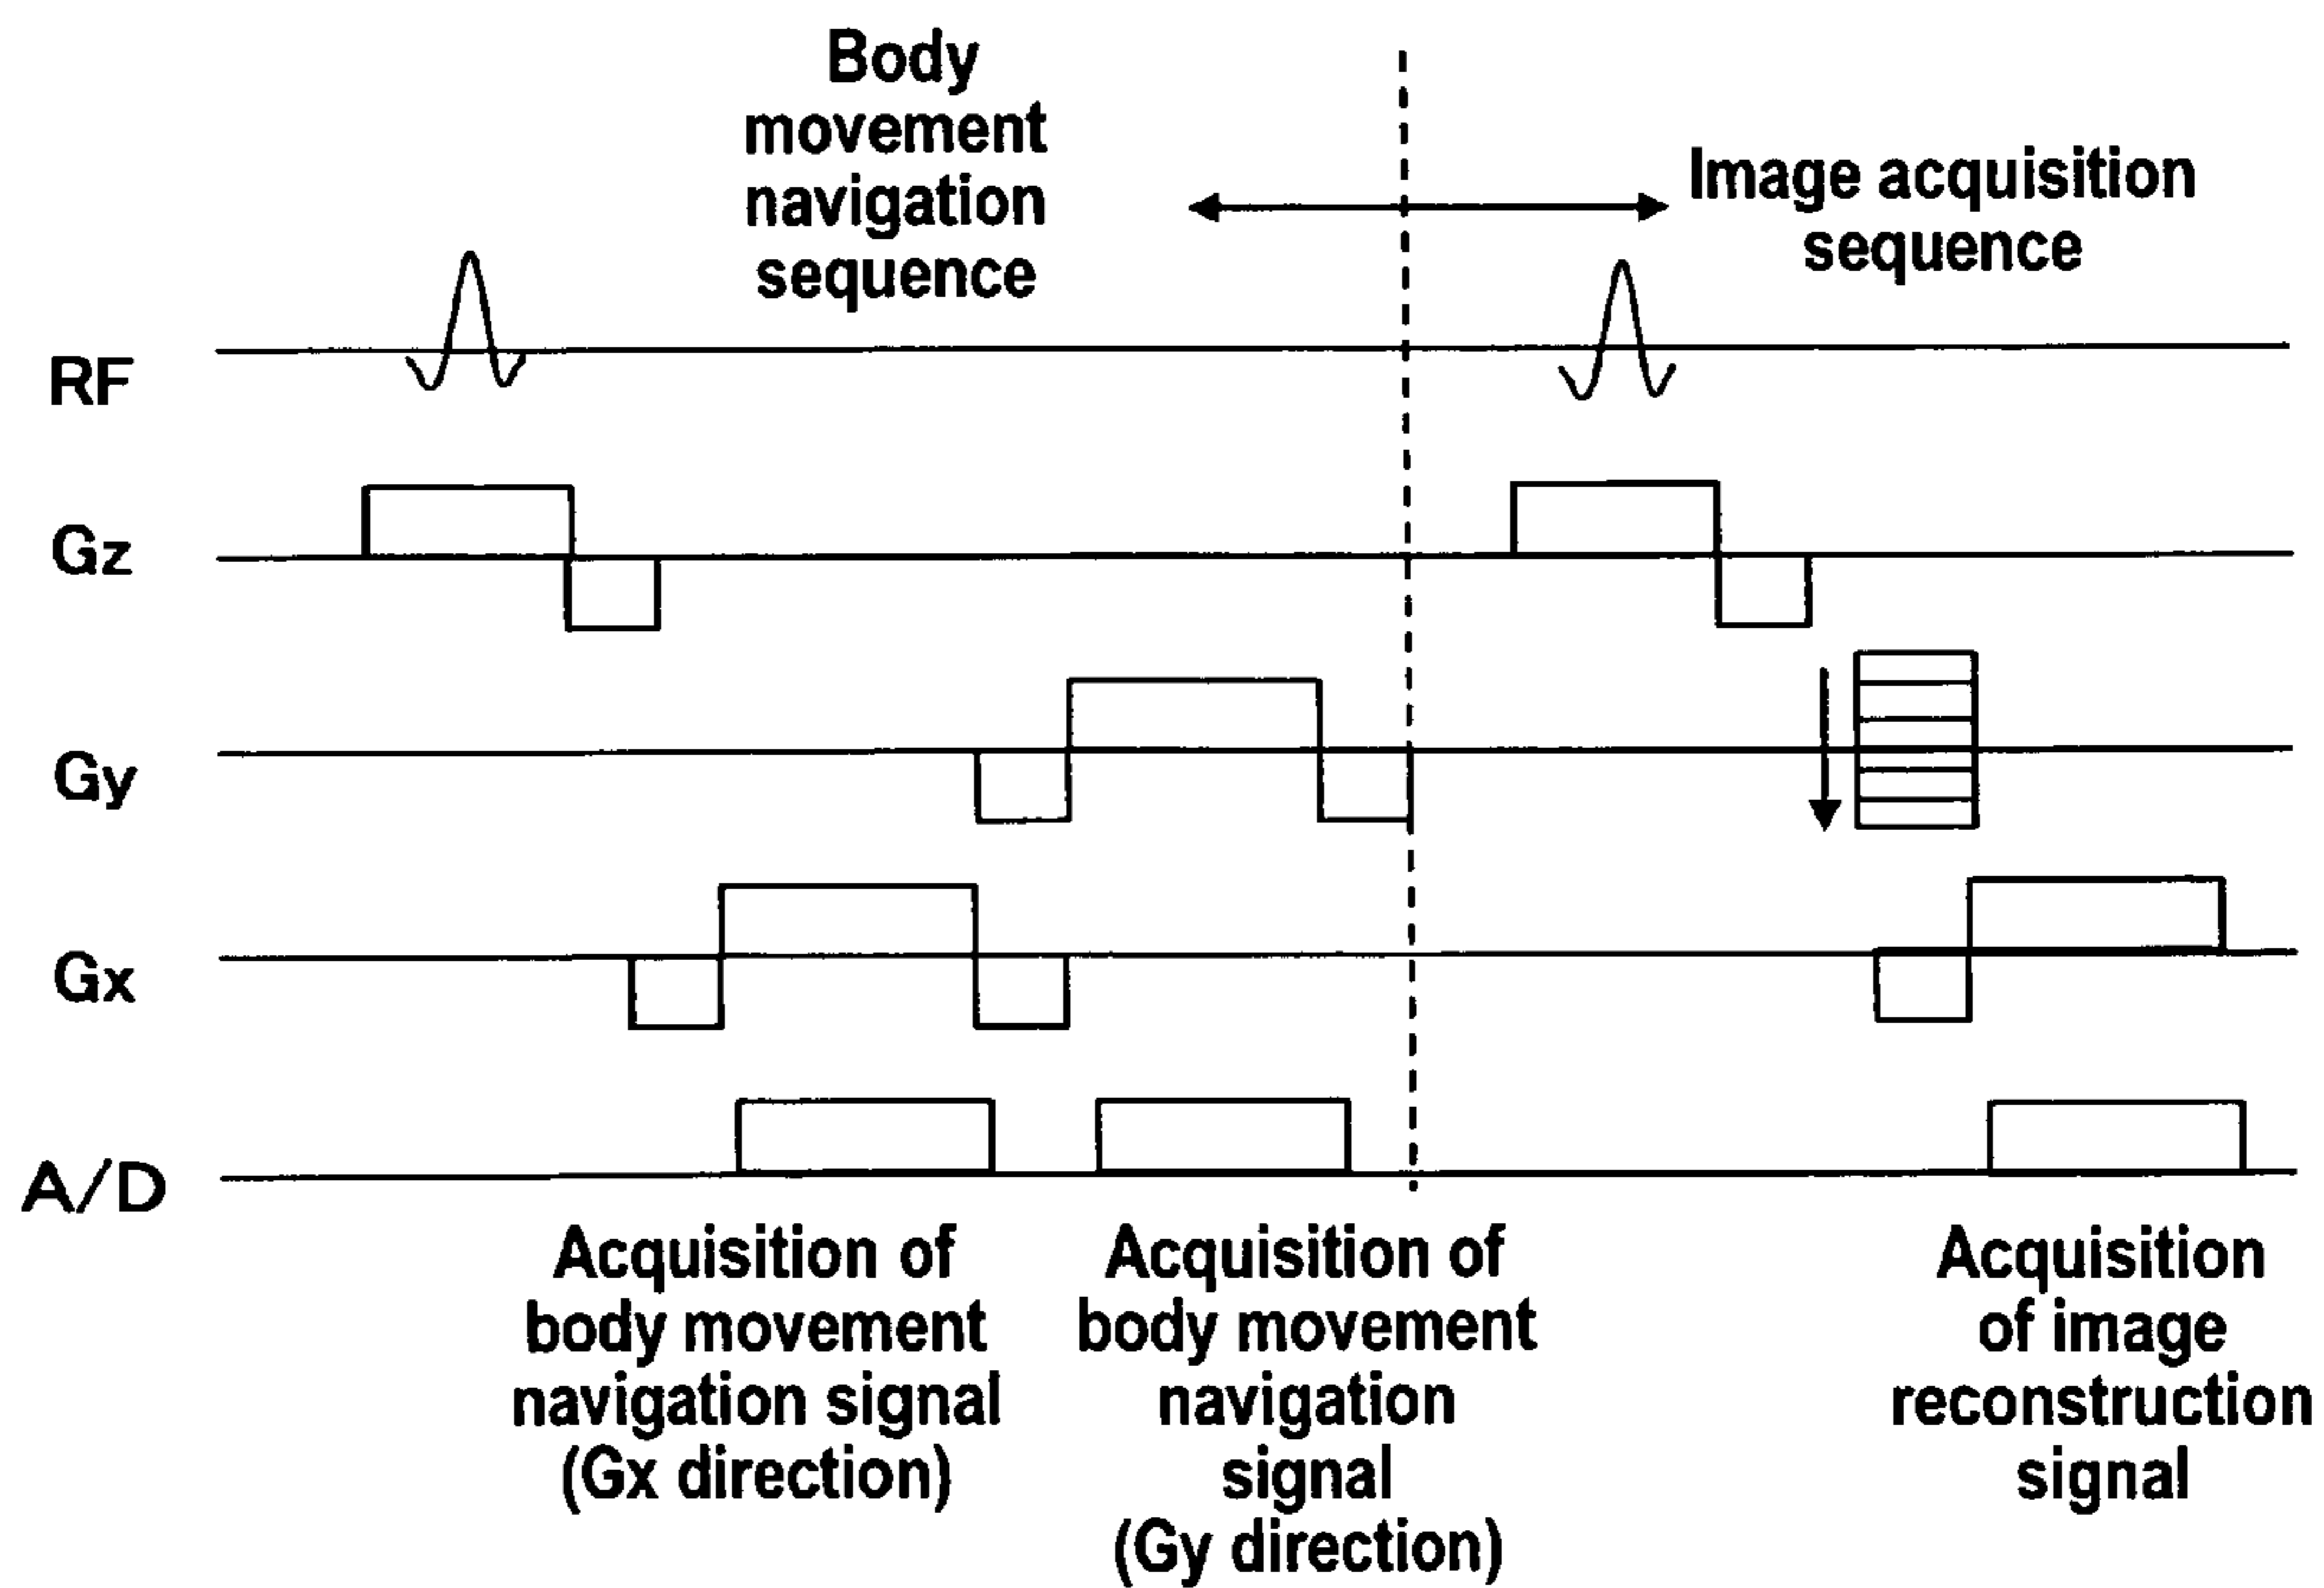 Body
movement
navigation
sequence
Image acquisition
sequence
RF
Gz
Gy
Gx
A/D
Acquisition of
body movement
navigation signal
(Gx direction)
Acquisition of
body movement
navigation
signal
(Gy direction)
Acquisition
of image
reconstruction
signal